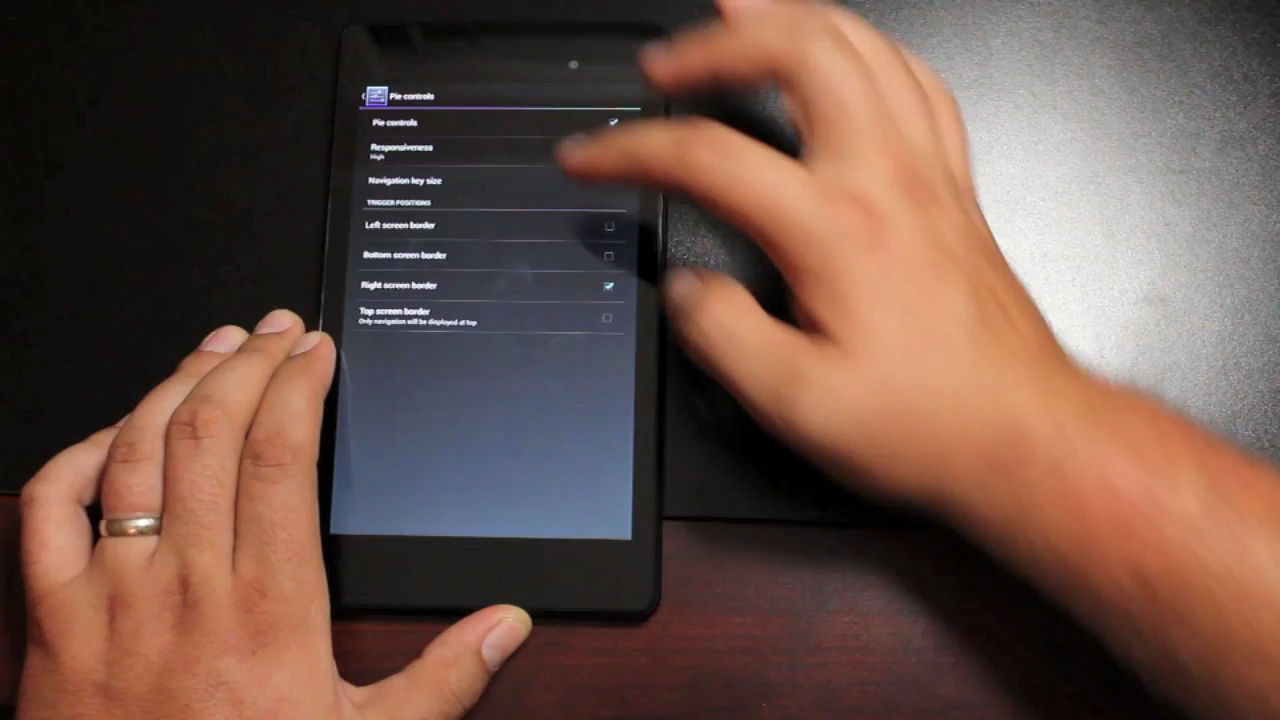 Pie controls
Pie controls
Responsiveness
High
Navigation key size
TRIGGER POSITIONS
Left screen border
Bottom screen border
Right screen border
Top screen border
Only navigation will be displayed at top